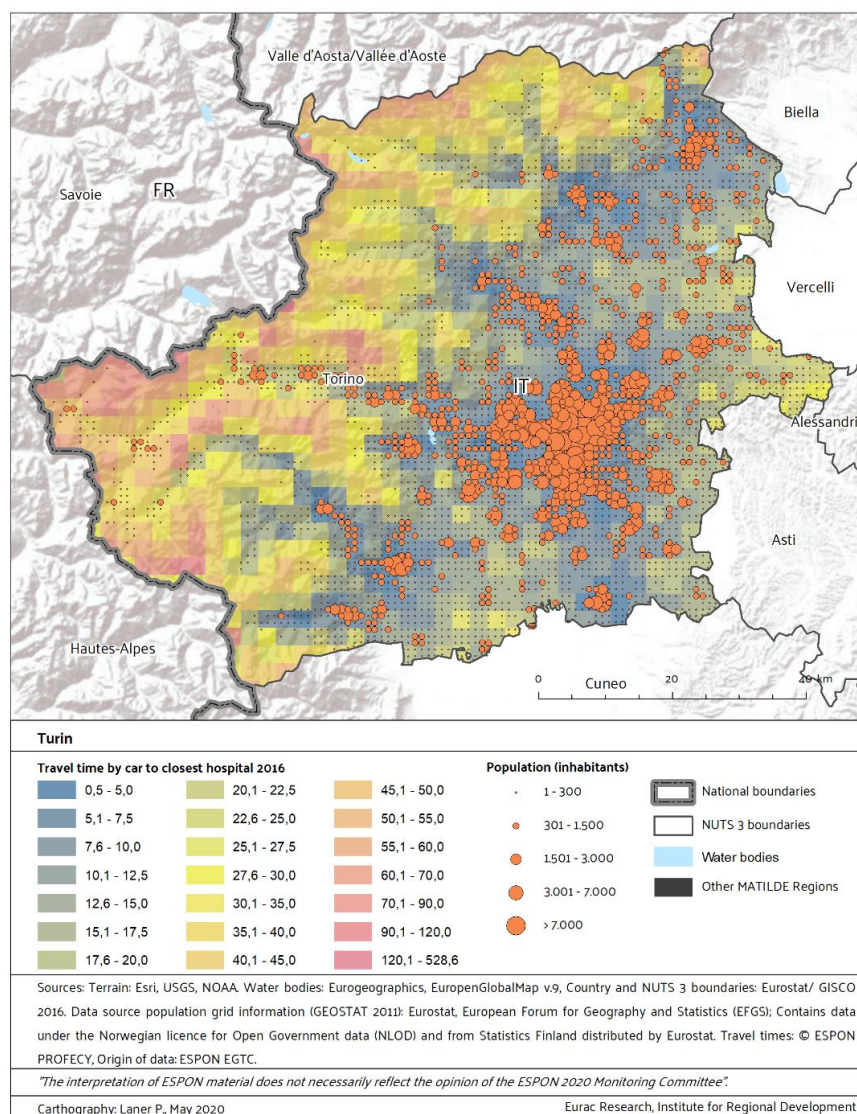 Valle d'Aosta/Vallée d'Aoste
Biella
Savoie
FR
Vercelli
Torino
IT
Alessandri
Asti
Hautes-Alpes
Cuneo
0 20 40 km
Turin
Travel time by car to closest hospital 2016
0,5 - 5,0
5,1 - 7,5
7,6 - 10,0
10,1 - 12,5
12,6 - 15,0
15,1 - 17,5
17,6 - 20,0
20,1 - 22,5
22,6 - 25,0
25,1 - 27,5
27,6 - 30,0
30,1 - 35,0
35,1 - 40,0
40,1 - 45,0
45,1 - 50,0
50,1 - 55,0
55,1 - 60,0
60,1 - 70,0
70,1 - 90,0
90,1 - 120,0
120,1 - 528,6
Population (inhabitants)
1 - 300
301 - 1.500
1.501 - 3.000
3.001 - 7.000
> 7.000
National boundaries
NUTS 3 boundaries
Water bodies
Other MATILDE Regions
Sources: Terrain: Esri, USGS, NOAA. Water bodies: Eurogeographics, EuropenGlobalMap v.9, Country and NUTS 3 boundaries: Eurostat/ GISCO
2016. Data source population grid information (GEOSTAT 2011): Eurostat, European Forum for Geography and Statistics (EFGS); Contains data
under the Norwegian licence for Open Government data (NLOD) and from Statistics Finland distributed by Eurostat. Travel times: © ESPON
PROFECY, Origin of data: ESPON EGTC.
"The interpretation of ESPON material does not necessarily reflect the opinion of the ESPON 2020 Monitoring Committee".
Carthography: Laner P., May 2020
Eurac Research, Institute for Regional Development